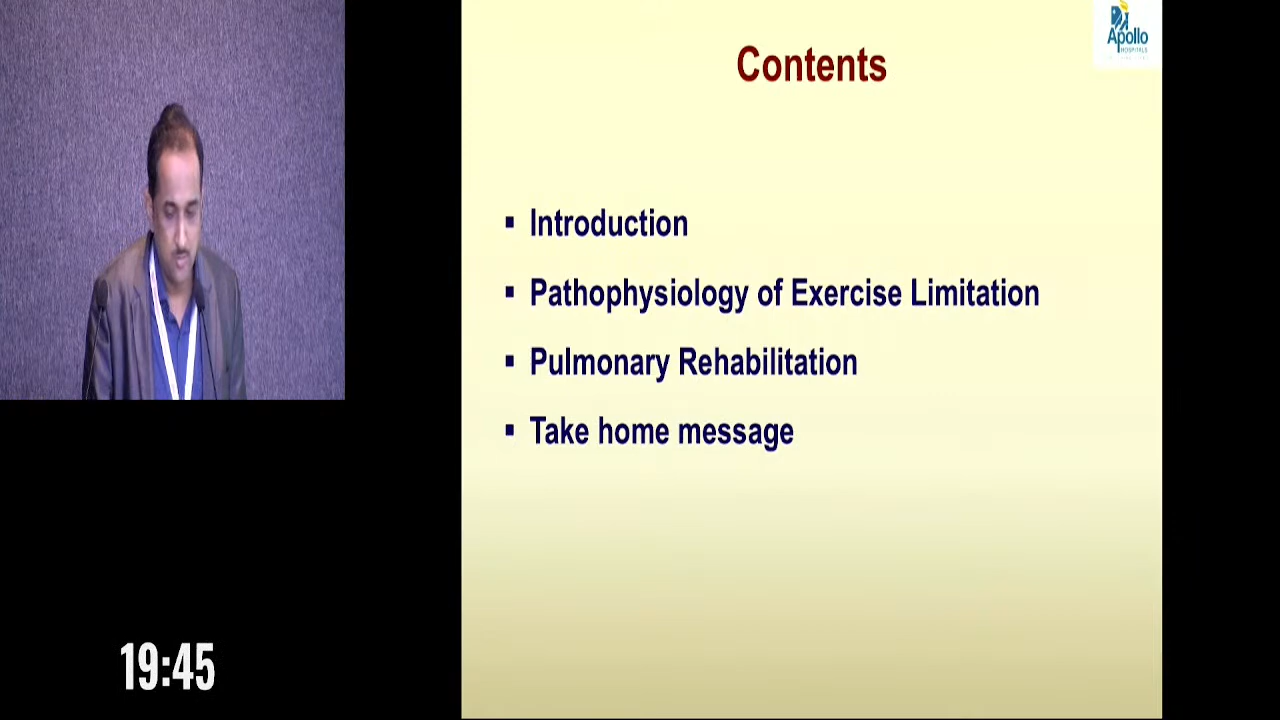 Contents
Apollo
HOSPITALS
▪ Introduction
▪ Pathophysiology of Exercise Limitation
▪ Pulmonary Rehabilitation
▪ Take home message
19:45